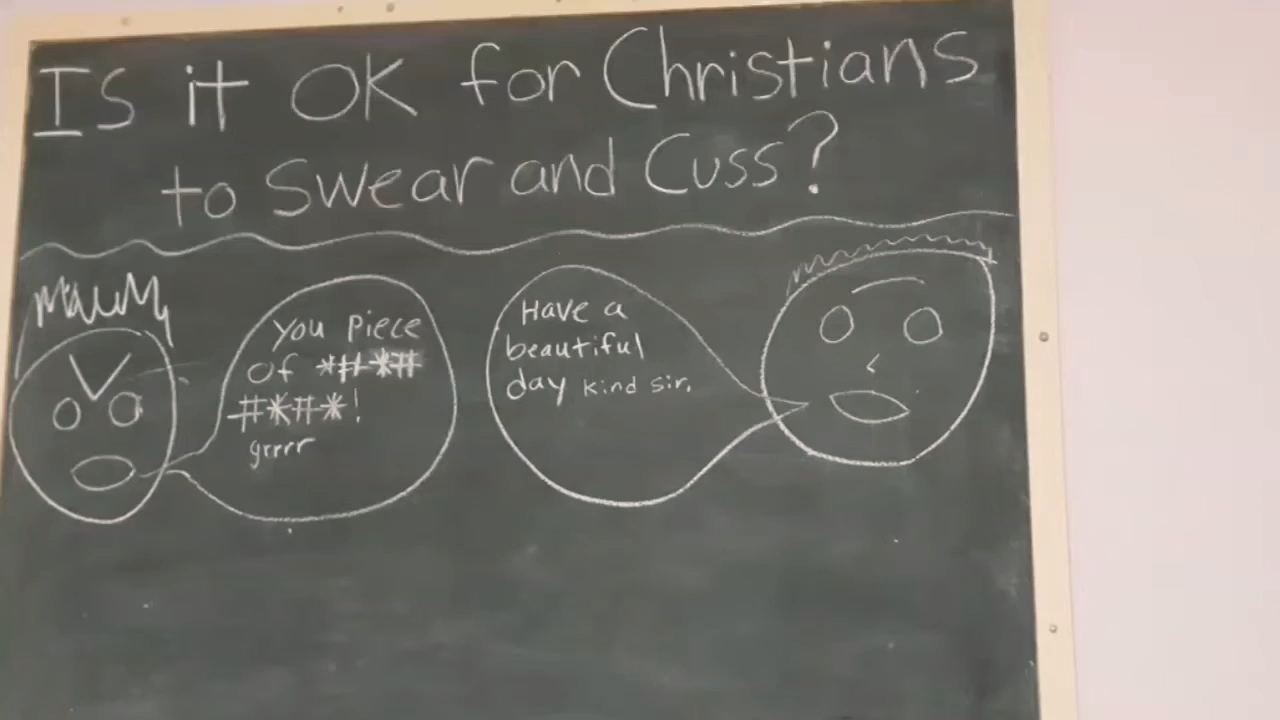 Is it OK for Christians
to Swear and Cuss?
You Piece
of *#*#
#*#*!
grrrr
Have a
beautiful
day kind sir.